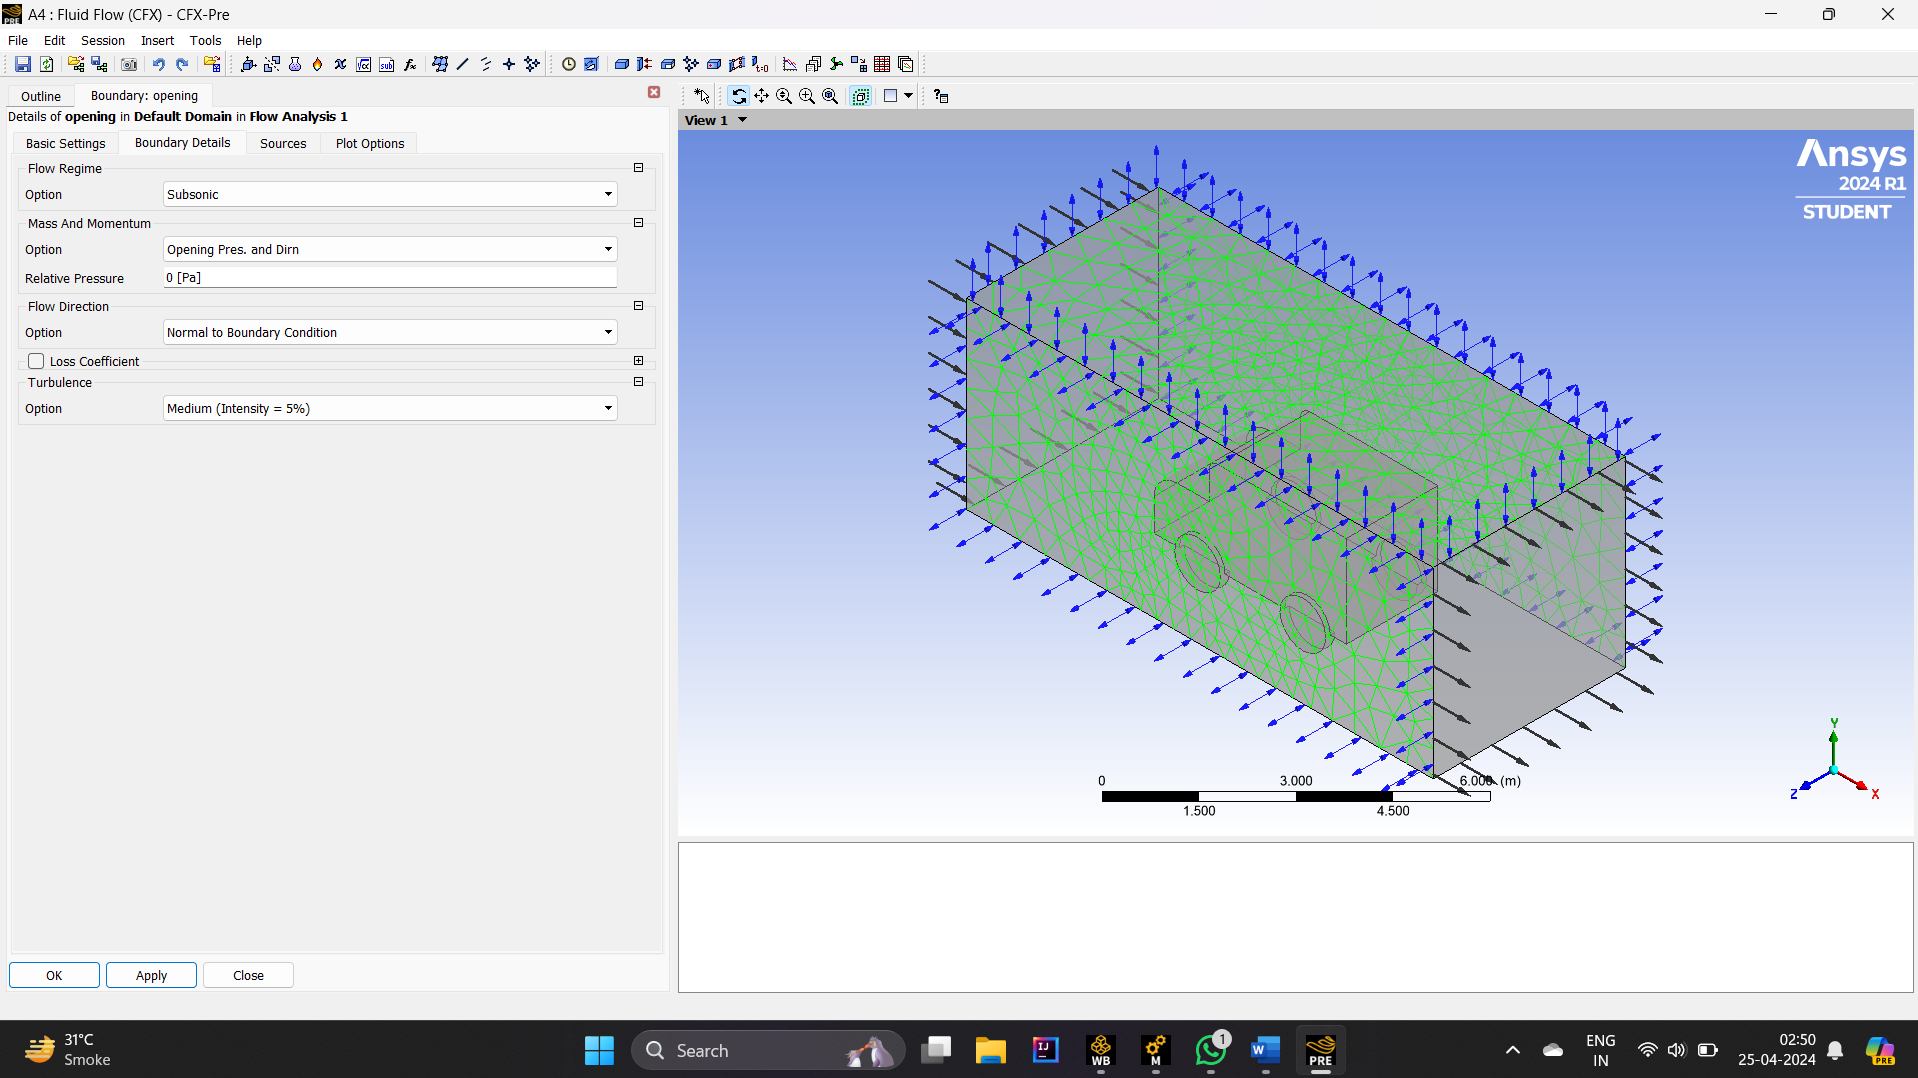 A4 : Fluid Flow (CFX) - CFX-Pre
File Edit Session Insert Tools Help
Outline Boundary: opening
Details of opening in Default Domain in Flow Analysis 1
Basic Settings Boundary Details Sources Plot Options
Flow Regime
Option Subsonic
Mass And Momentum
Option Opening Pres. and Dirn
Relative Pressure 0 [Pa]
Flow Direction
Option Normal to Boundary Condition
Loss Coefficient
Turbulence
Option Medium (Intensity = 5%)
OK Apply Close
View 1
Ansys
2024 R1
STUDENT
0 3.000 6.000 (m)
1.500 4.500
Y
Z X
31°C
Smoke
Search
IJ
WB
M
1
W
PRE
ENG
IN
02:50
25-04-2024
PRE